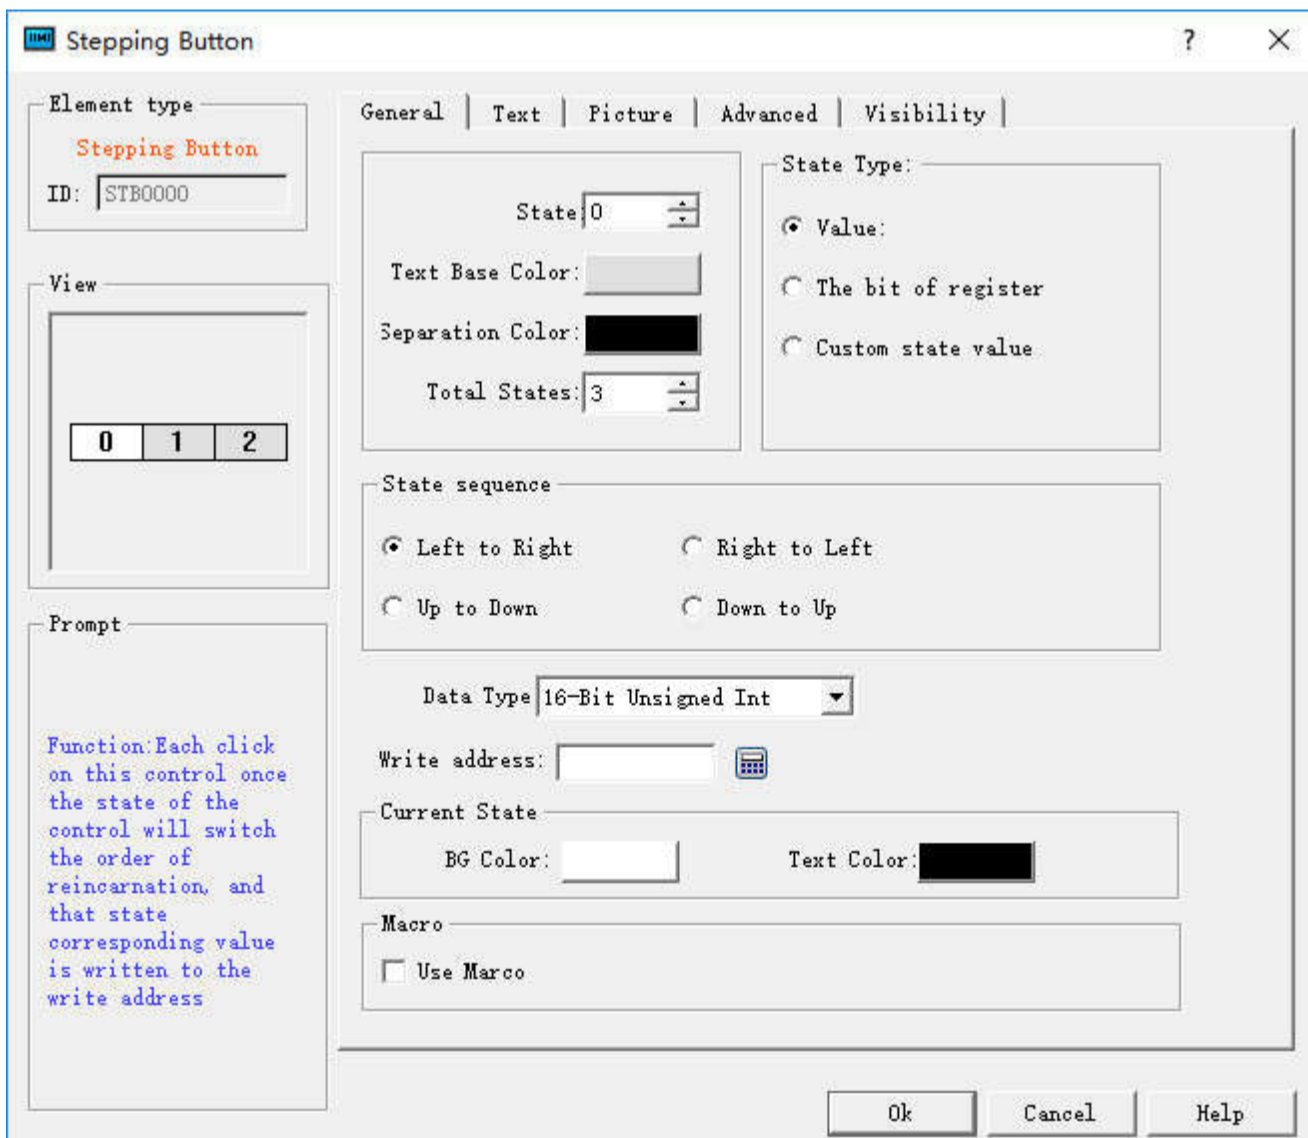 Stepping Button
Element type
Stepping Button
ID: STB0000
View
0 1 2
Prompt
Function:Each click
on this control once
the state of the
control will switch
the order of
reincarnation, and
that state
corresponding value
is written to the
write address
General Text Picture Advanced Visibility
State: 0
Text Base Color:
Separation Color:
Total States: 3
State Type:
Value:
The bit of register
Custom state value
State sequence
Left to Right Right to Left
Up to Down Down to Up
Data Type 16-Bit Unsigned Int
Write address:
Current State
BG Color: Text Color:
Macro
Use Marco
Ok Cancel Help